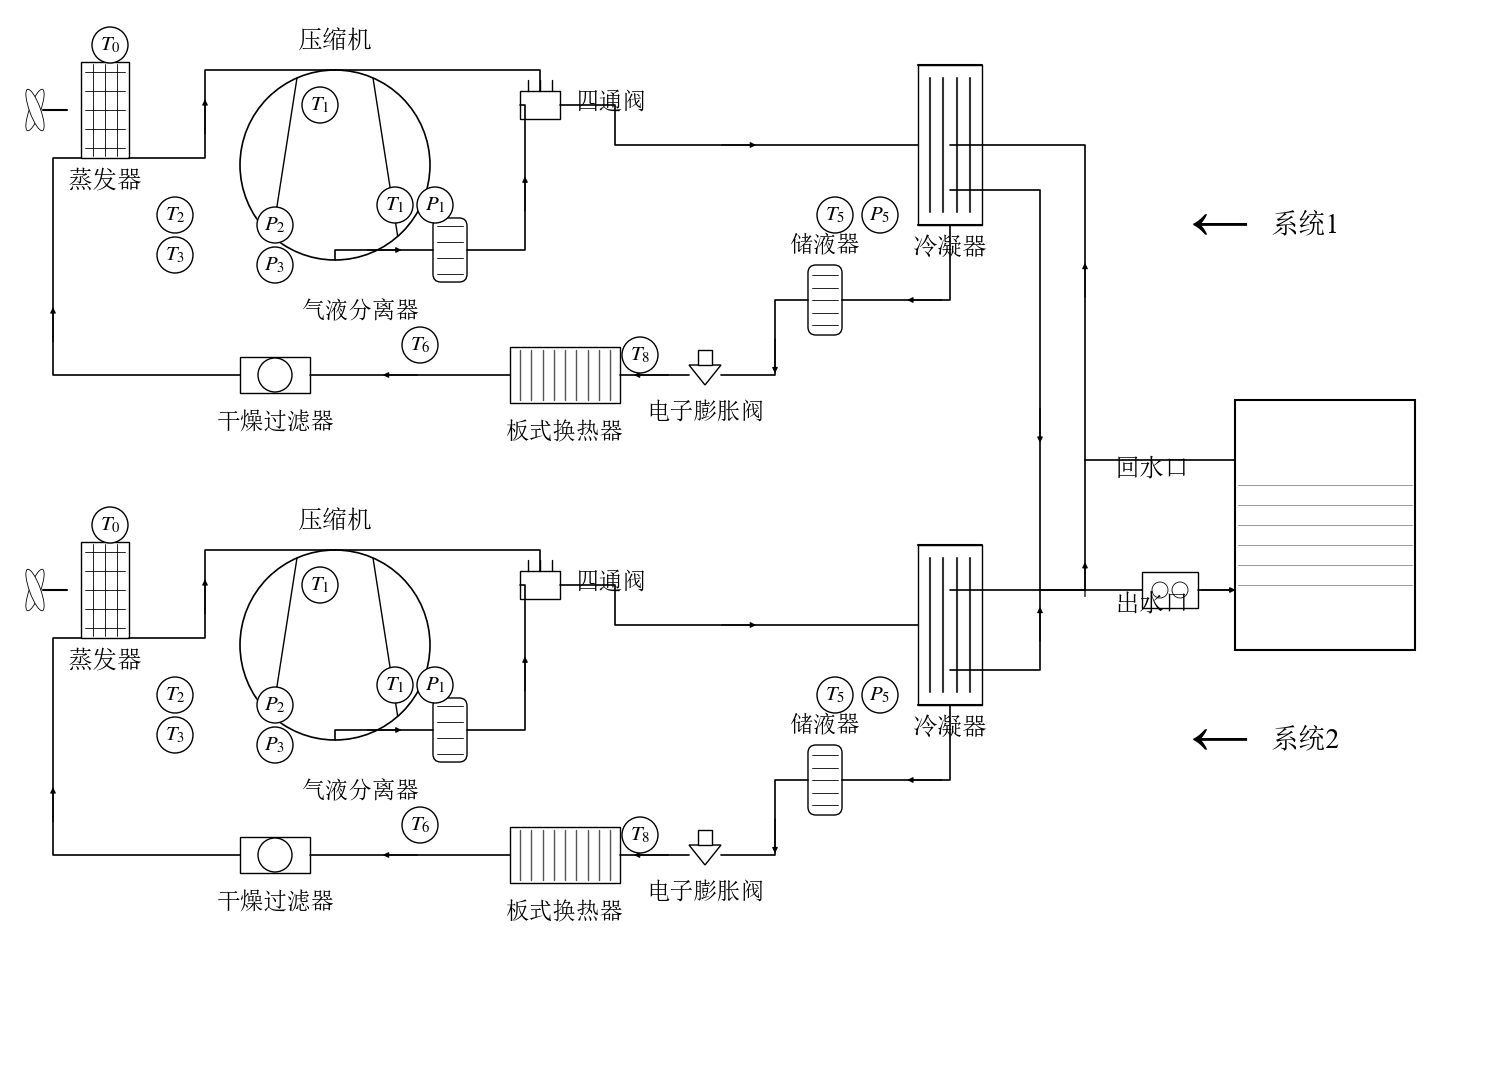 T0
压缩机
T1
四通阀
蒸发器
T2
T1
P1
P2
T5
P5
系统1
储液器
冷凝器
T3
P3
气液分离器
T6
T8
干燥过滤器
板式换热器
电子膨胀阀
回水口
T0
压缩机
T1
四通阀
出水口
蒸发器
T2
T1
P1
P2
T5
P5
储液器
冷凝器
系统2
T3
P3
气液分离器
T6
T8
干燥过滤器
板式换热器
电子膨胀阀